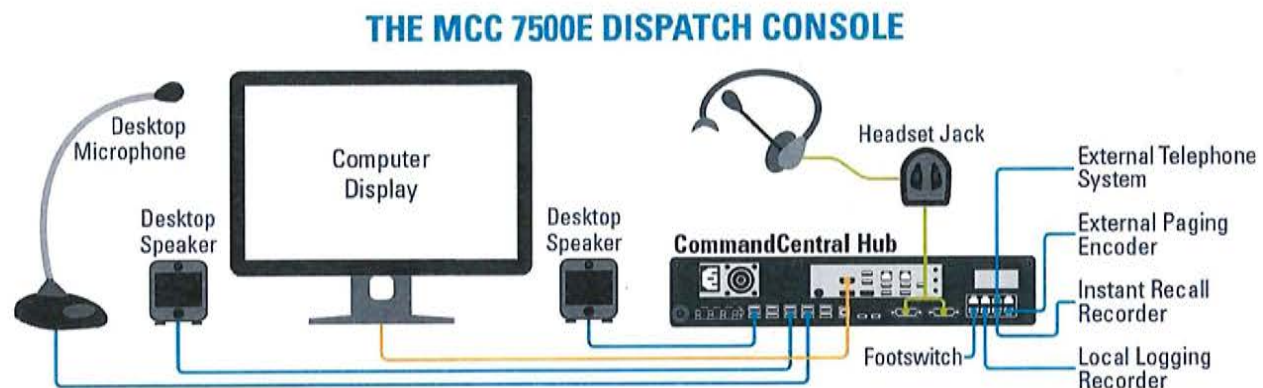 THE MCC 7500E DISPATCH CONSOLE
Desktop
Microphone
Computer
Display
Desktop
Speaker
Desktop
Speaker
Headset Jack
CommandCentral Hub
External Telephone
System
External Paging
Encoder
Instant Recall
Recorder
Footswitch
Local Logging
Recorder